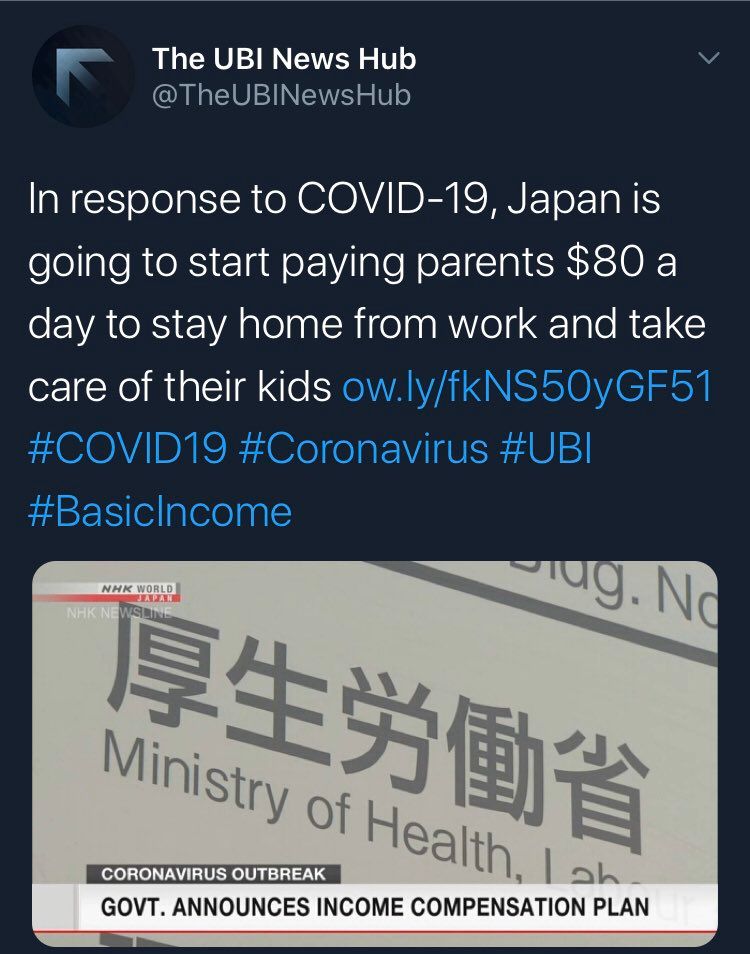 The UBI News Hub
@TheUBINewsHub
In response to COVID-19, Japan is
going to start paying parents $80 a
day to stay home from work and take
care of their kids ow.ly/fkNS50yGF51
#COVID19 #Coronavirus #UBI
#BasicIncome
NHK WORLD
JAPAN
NHK NEWSLINE
Bldg. No
厚生労働省
Ministry of Health, Labour
CORONAVIRUS OUTBREAK
GOVT. ANNOUNCES INCOME COMPENSATION PLAN